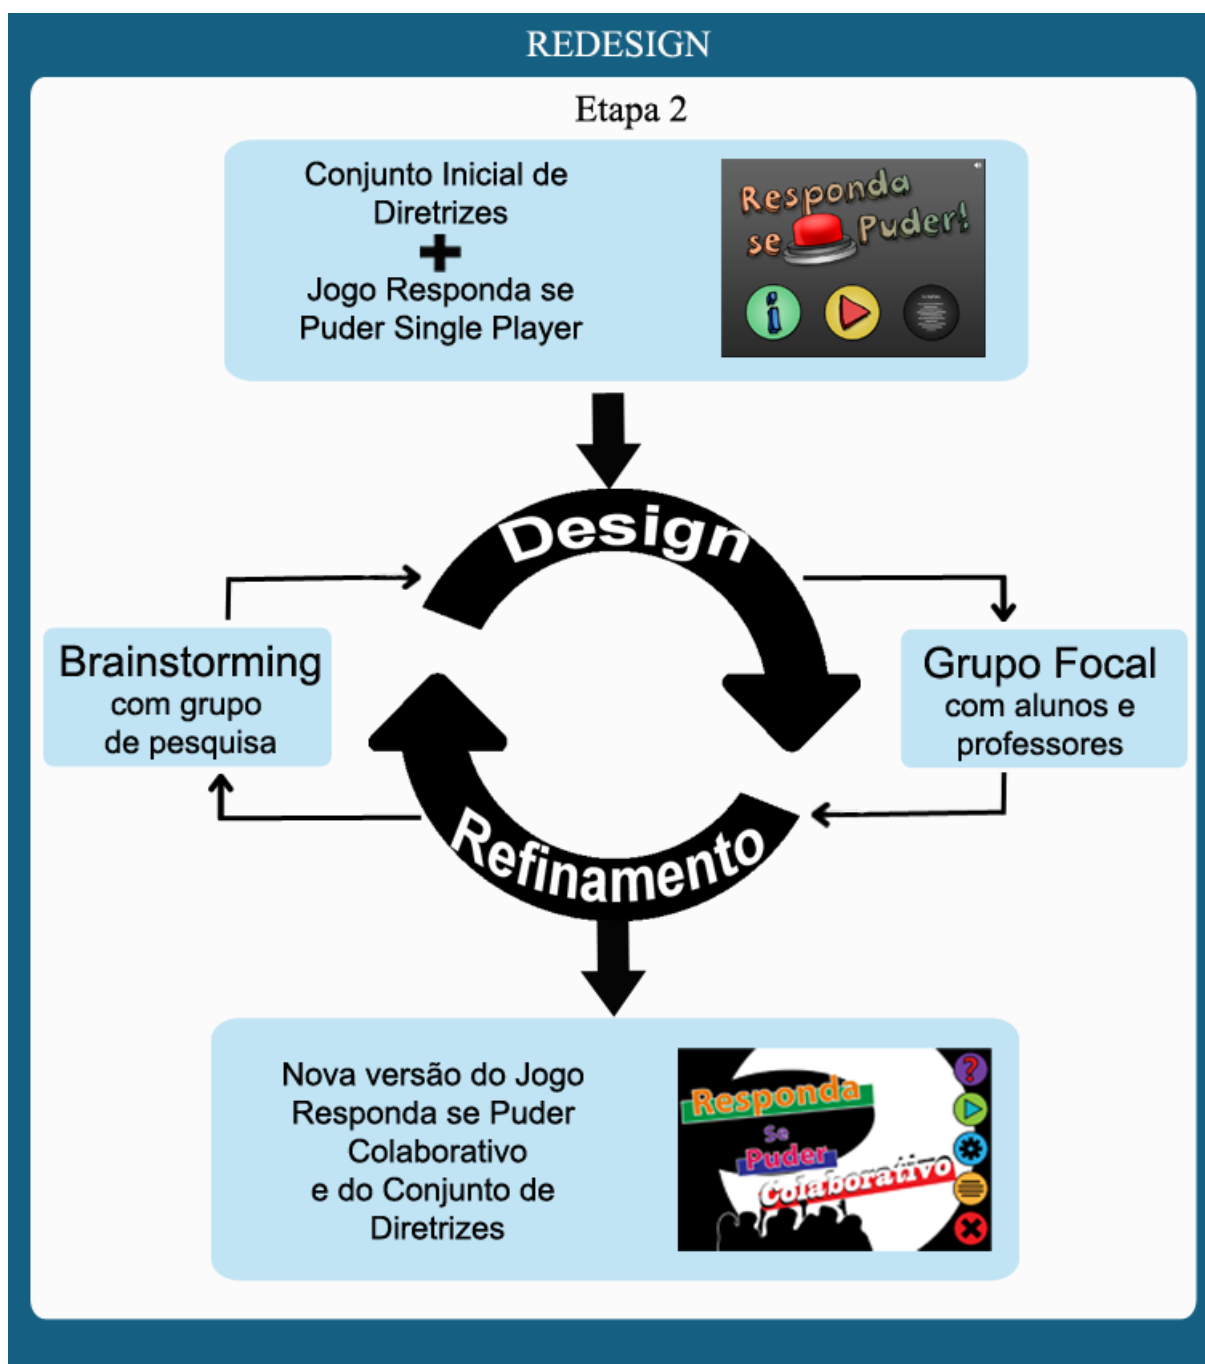 REDESIGN
Etapa 2
Conjunto Inicial de
Diretrizes
Jogo Responda se
Puder Single Player
Responda
se Puder!
Design
Brainstorming
com grupo
de pesquisa
Grupo Focal
com alunos e
professores
Refinamento
Nova versão do Jogo
Responda se Puder
Colaborativo
e do Conjunto de
Diretrizes
Responda
Se
Puder
Colaborativo